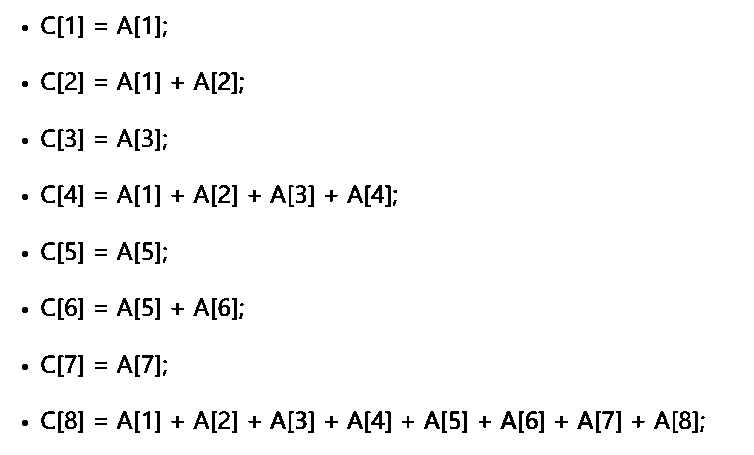 • C[1] = A[1];
• C[2] = A[1] + A[2];
• C[3] = A[3];
• C[4] = A[1] + A[2] + A[3] + A[4];
• C[5] = A[5];
• C[6] = A[5] + A[6];
• C[7] = A[7];
• C[8] = A[1] + A[2] + A[3] + A[4] + A[5] + A[6] + A[7] + A[8];